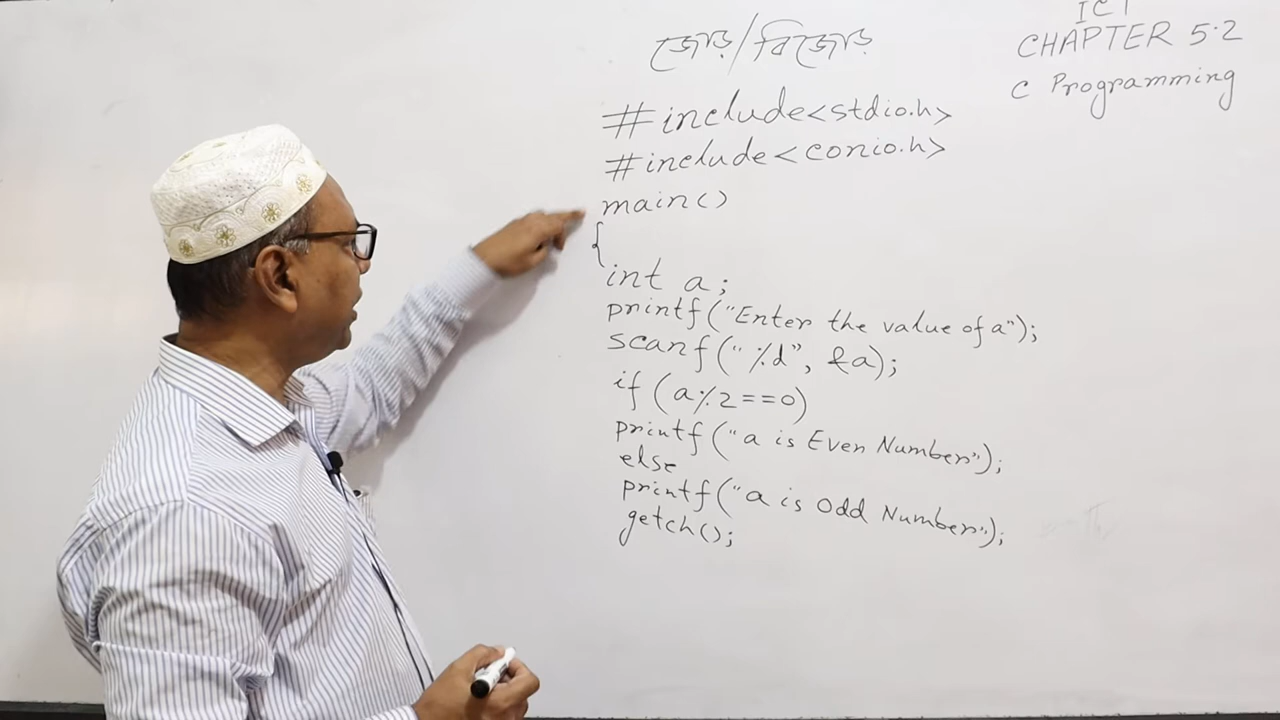 জোড়/বিজোড়
ICT
CHAPTER 5.2
C Programming
#include<stdio.h>
#include<conio.h>
main()
{
int a;
printf("Enter the value of a");
scanf("%d", &a);
if (a%2==0)
printf("a is Even Number");
else
printf("a is Odd Number");
getch();